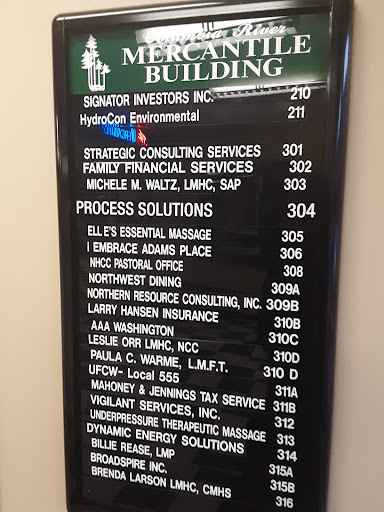 Columbia River
MERCANTILE
BUILDING
SIGNATOR INVESTORS INC. 210
HydroCon Environmental 211
STRATEGIC CONSULTING SERVICES 301
FAMILY FINANCIAL SERVICES 302
MICHELE M. WALTZ, LMHC, SAP 303
PROCESS SOLUTIONS 304
ELL E'S ESSENTIAL MASSAGE 305
I EMBRACE ADAMS PLACE 306
NHCC PASTORAL OFFICE 308
NORTHWEST DINING 309A
NORTHERN RESOURCE CONSULTING, INC. 309B
LARRY HANSEN INSURANCE 310B
AAA WASHINGTON 310C
LESLIE ORR LMHC, NCC 310D
PAULA C. WARME, L.M.F.T. 310 D
UFCW- Local 555 311A
MAHONEY & JENNINGS TAX SERVICE 311B
VIGILANT SERVICES, INC. 312
UNDERPRESSURE THERAPEUTIC MASSAGE 313
DYNAMIC ENERGY SOLUTIONS 314
BILLIE REASE, LMP 315A
BROADSPIRE INC. 315B
BRENDA LARSON LMHC, CMHS 316